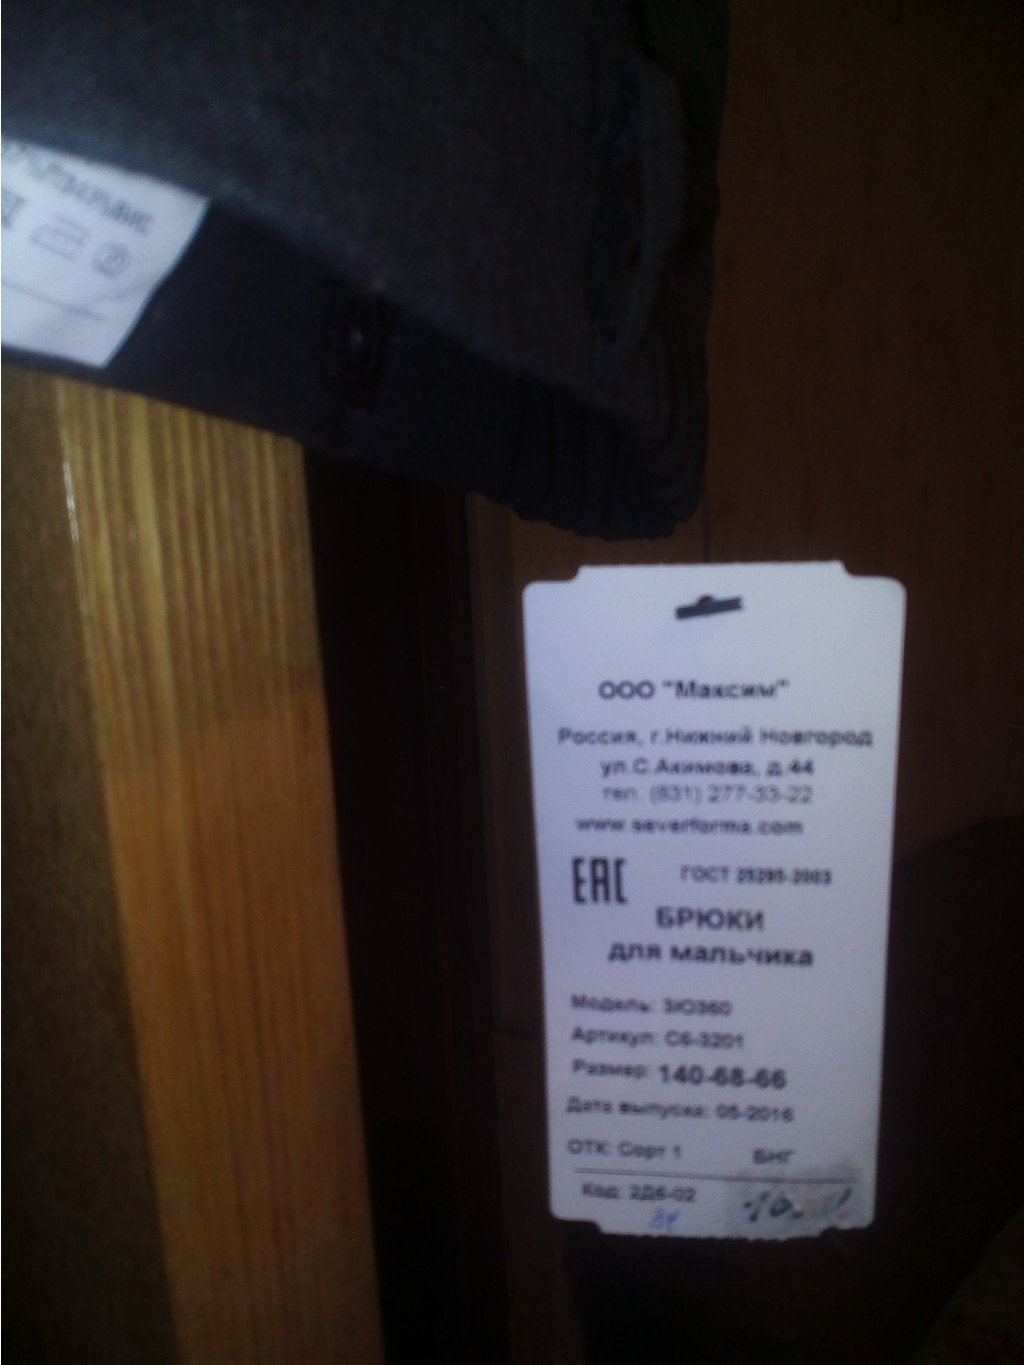 ООО "Максим"
Россия, г.Нижний Новгород
ул.С.Акимова, д.44
тел. (831) 277-33-22
www.severforma.com
ЕАС ГОСТ 25295-2003
БРЮКИ
для мальчика
Модель: 3Ю360
Артикул: С6-3201
Размер: 140-68-66
Дата выпуска: 05-2016
ОТК: Сорт 1 БНГ
Код: 2Д6-02